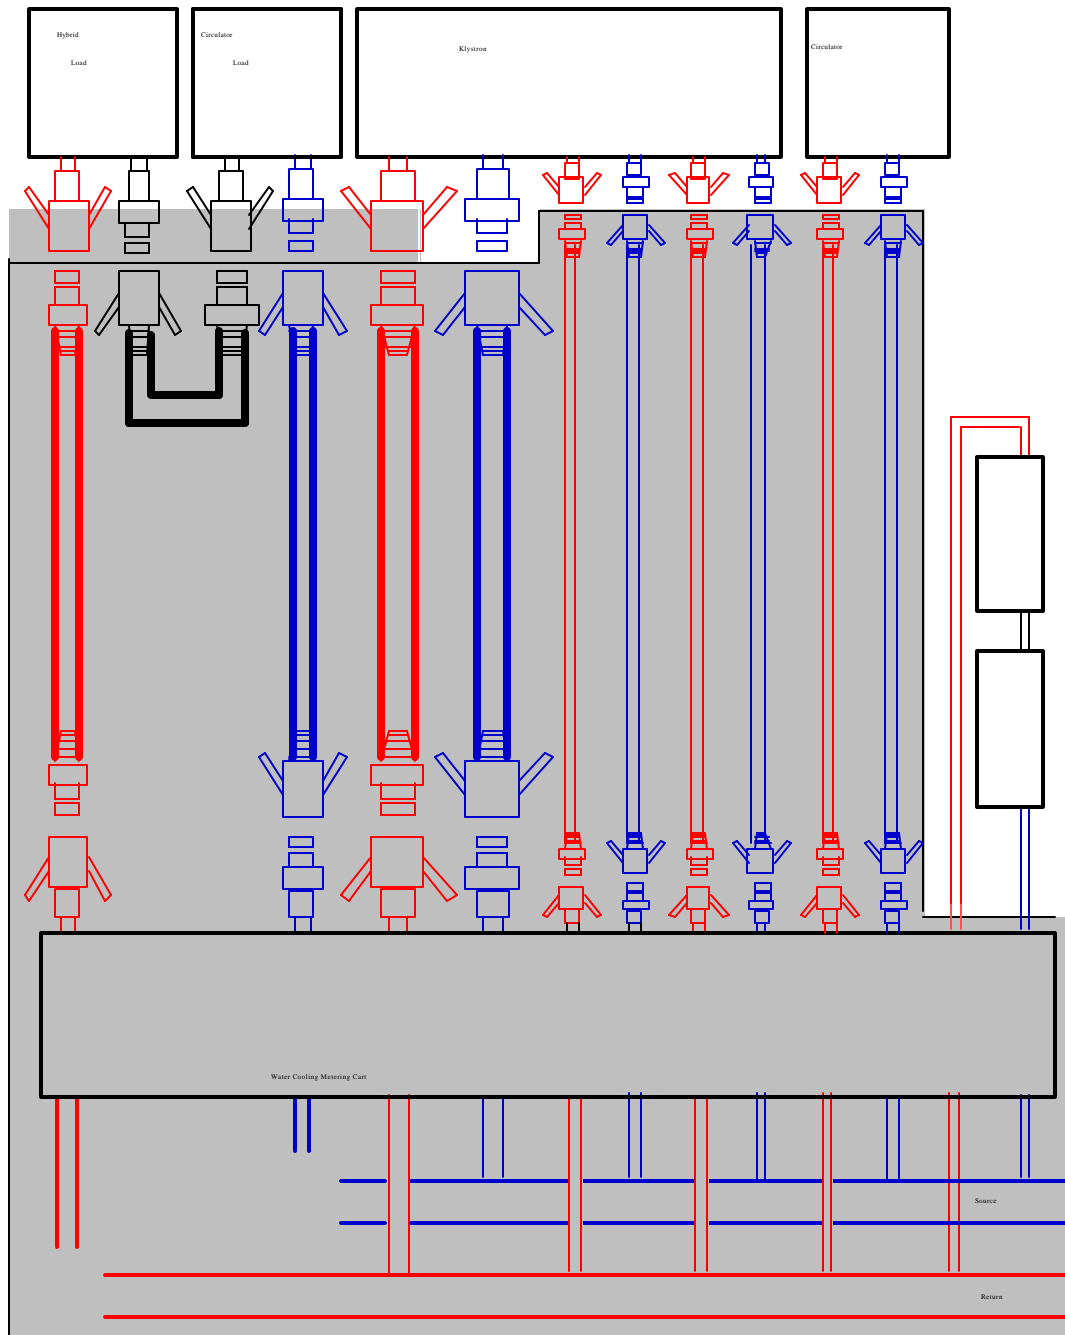 Hybrid
Load
Circulator
Load
Klystron
Circulator
Water Cooling Metering Cart
Source
Return